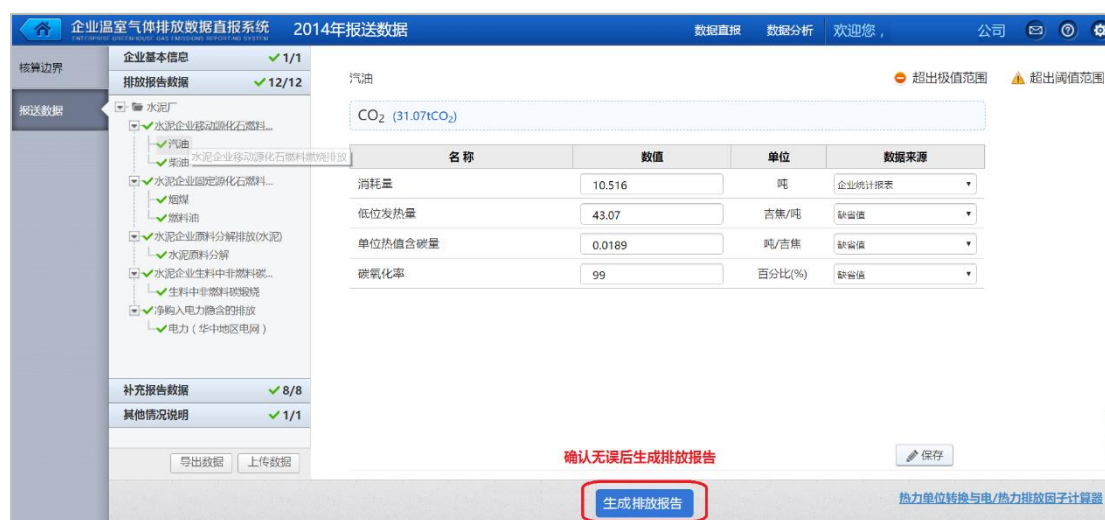 企业温室气体排放数据直报系统 2014年报送数据 数据直报 数据分析 欢迎您， 公司
ENTERPRISE GREENHOUSE GAS EMISSIONS REPORTING SYSTEM
核算边界
报送数据
企业基本信息 1/1
排放报告数据 12/12
水泥厂
水泥企业移动源化石燃料...
汽油
柴油
水泥企业移动源化石燃料燃烧排放
水泥企业固定源化石燃料...
烟煤
燃料油
水泥企业原料分解排放(水泥)
水泥原料分解
水泥企业生料中非燃料碳...
生料中非燃料碳煅烧
净购入电力隐含的排放
电力（华中地区电网）
补充报告数据 8/8
其他情况说明 1/1
导出数据 上传数据
汽油 超出极值范围 超出阈值范围
CO₂ (31.07tCO₂)
名 称 数值 单位 数据来源
消耗量 10.516 吨 企业统计报表
低位发热量 43.07 吉焦/吨 缺省值
单位热值含碳量 0.0189 吨/吉焦 缺省值
碳氧化率 99 百分比(%) 缺省值
确认无误后生成排放报告 保存
生成排放报告 热力单位转换与电/热力排放因子计算器